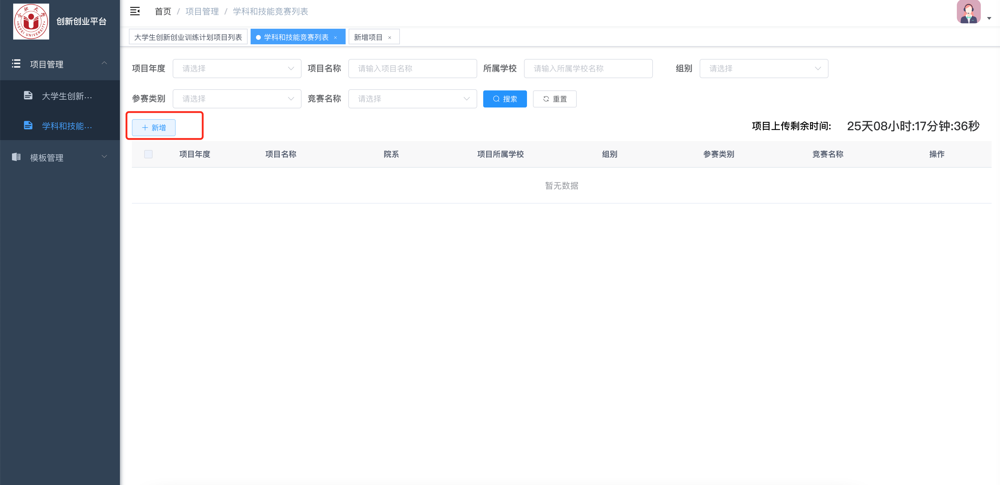 合肥大学
HEFEI UNIVERSITY
创新创业平台
首页 / 项目管理 / 学科和技能竞赛列表
大学生创新创业训练计划项目列表
学科和技能竞赛列表 ×
新增项目 ×
项目管理
大学生创新...
学科和技能...
模板管理
项目年度 请选择
项目名称 请输入项目名称
所属学校 请输入所属学校名称
组别 请选择
参赛类别 请选择
竞赛名称 请选择
搜索
重置
+ 新增
项目上传剩余时间: 25天08小时:17分钟:36秒
项目年度 项目名称 院系 项目所属学校 组别 参赛类别 竞赛名称 操作
暂无数据